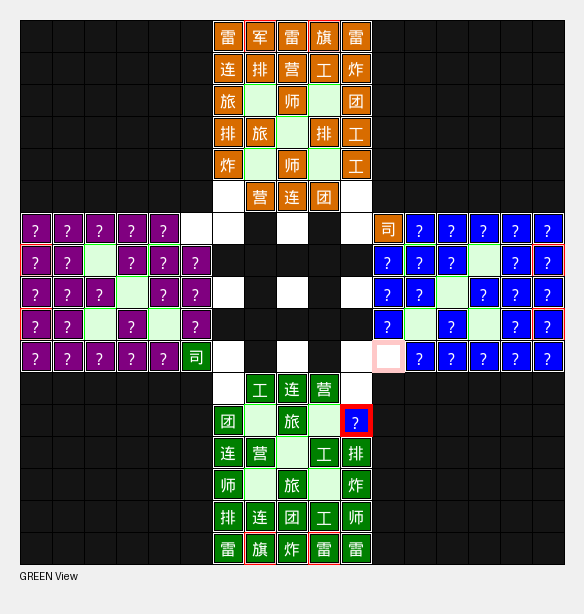 雷 军 雷 旗 雷
连 排 营 工 炸
旅 师 团
排 旅 排 工
炸 师 工
营 连 团
? ? ? ? ? 司 ? ? ? ? ?
? ? ? ? ? ? ? ? ? ?
? ? ? ? ? ? ? ? ? ?
? ? ? ? ? ? ? ?
? ? ? ? ? 司 ? ? ? ? ?
工 连 营
团 旅 ?
连 营 工 排
师 旅 炸
排 连 团 工 师
雷 旗 炸 雷 雷
GREEN View